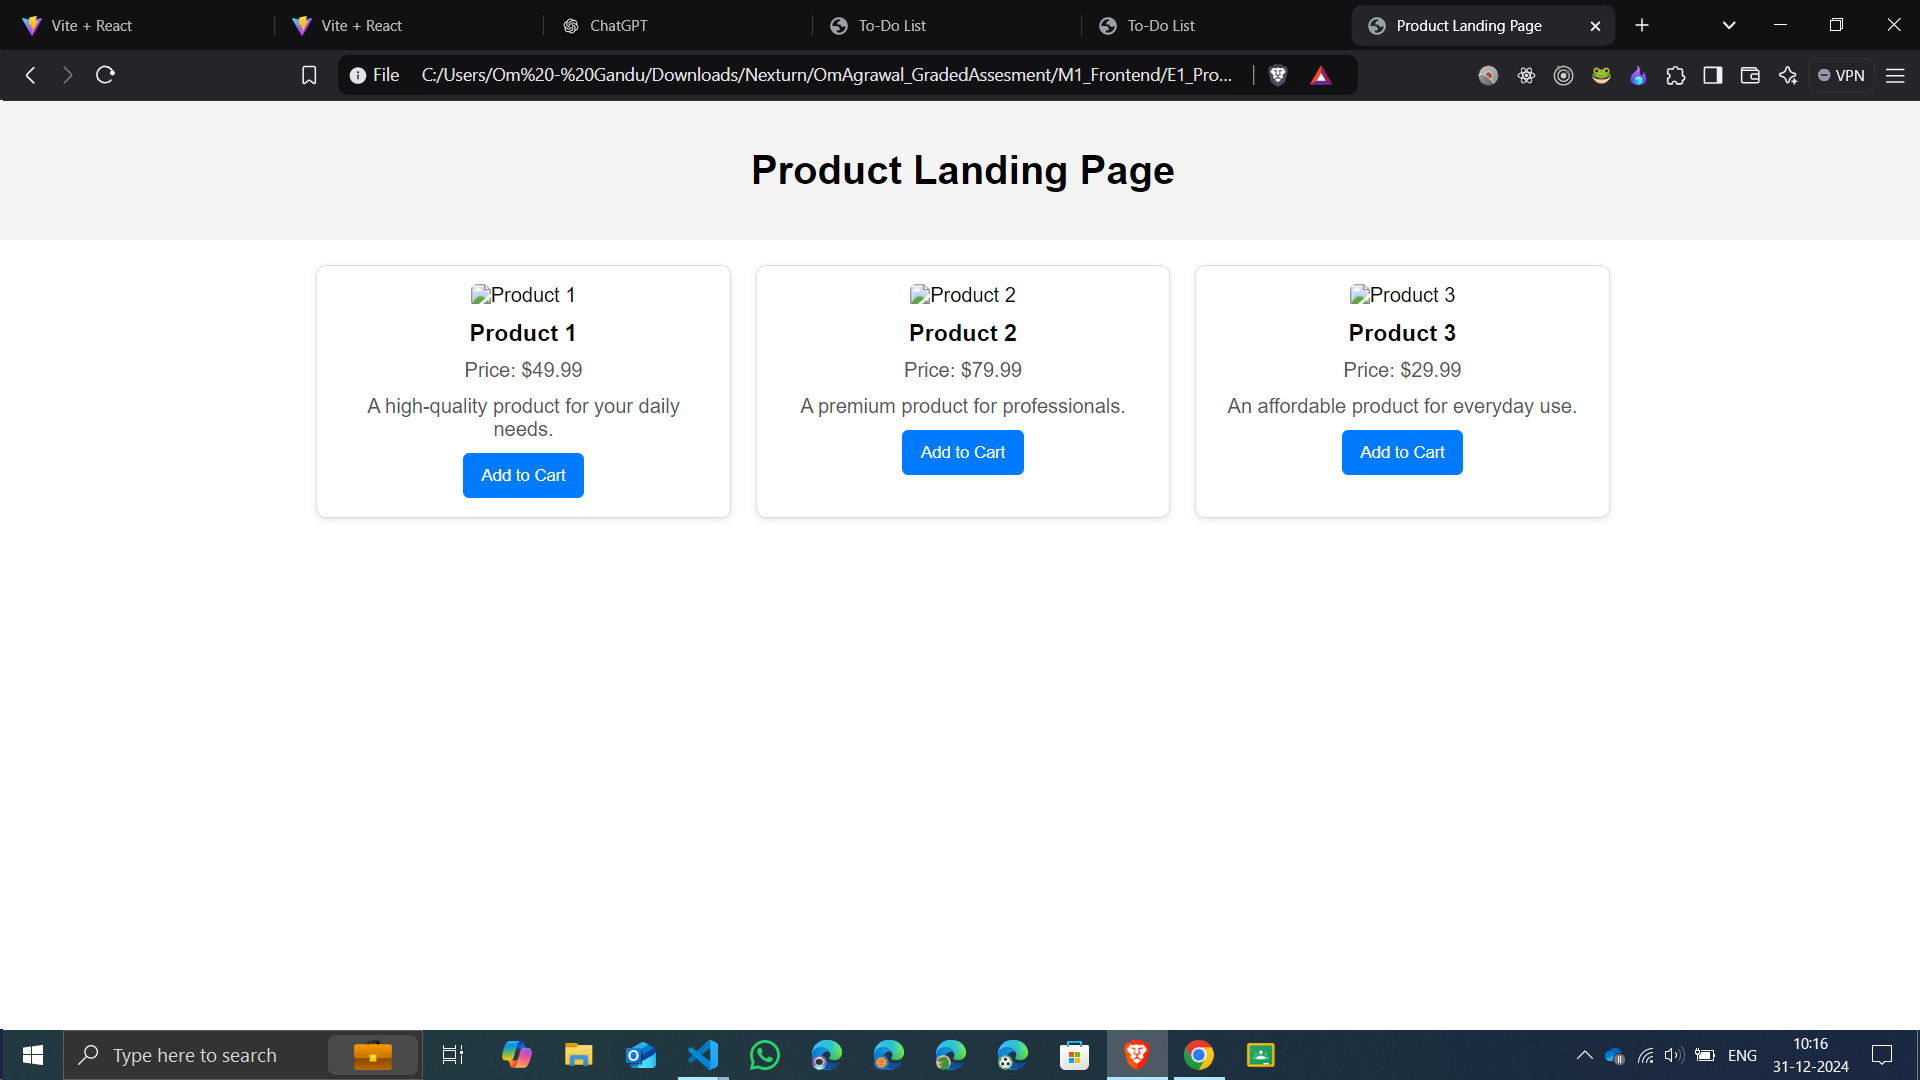 Vite + React
Vite + React
ChatGPT
To-Do List
To-Do List
Product Landing Page
File
C:/Users/Om%20-%20Gandu/Downloads/Nexturn/OmAgrawal_GradedAssesment/M1_Frontend/E1_Pro...
VPN
Product Landing Page
Product 1
Product 1
Price: $49.99
A high-quality product for your daily
needs.
Add to Cart
Product 2
Product 2
Price: $79.99
A premium product for professionals.
Add to Cart
Product 3
Product 3
Price: $29.99
An affordable product for everyday use.
Add to Cart
Type here to search
ENG
10:16
31-12-2024